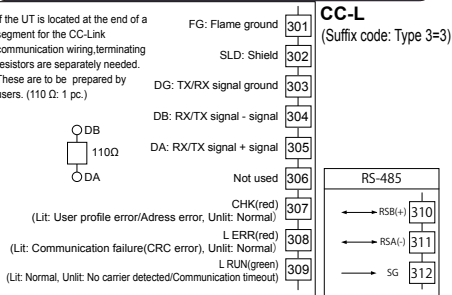 If the UT is located at the end of a
segment for the CC-Link
communication wiring,terminating
resistors are separately needed.
These are to be prepared by
users. (110 Ω: 1 pc.)
DB
110Ω
DA
FG: Flame ground 301
SLD: Shield 302
DG: TX/RX signal ground 303
DB: RX/TX signal - signal 304
DA: RX/TX signal + signal 305
Not used 306
CHK(red) 307
(Lit: User profile error/Adress error, Unlit: Normal)
L ERR(red) 308
(Lit: Communication failure(CRC error), Unlit: Normal)
L RUN(green) 309
(Lit: Normal, Unlit: No carrier detected/Communication timeout)
CC-L
(Suffix code: Type 3=3)
RS-485
RSB(+) 310
RSA(-) 311
SG 312